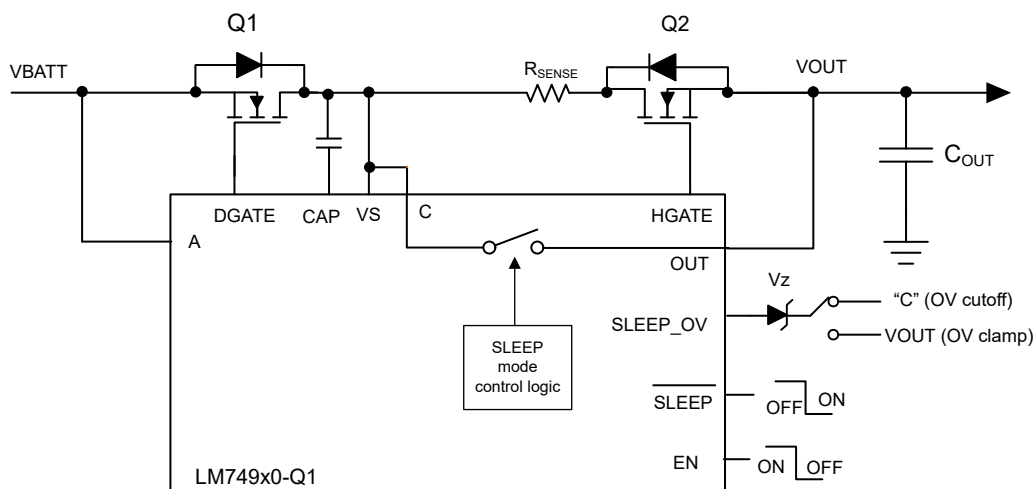 Q1
Q2
VBATT
RSENSE
VOUT
COUT
DGATE
CAP
VS
C
HGATE
A
OUT
Vz
"C" (OV cutoff)
SLEEP_OV
VOUT (OV clamp)
SLEEP
mode
control logic
SLEEP
OFF
ON
EN
ON
OFF
LM749x0-Q1